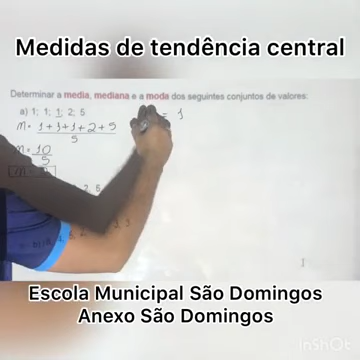 Medidas de tendência central
Determinar a media, mediana e a moda dos seguintes conjuntos de valores:
a) 1; 1; 1; 2; 5
M = 1+1+1+2+5 = 1
5
M = 10
5
Escola Municipal São Domingos
Anexo São Domingos
InShOt